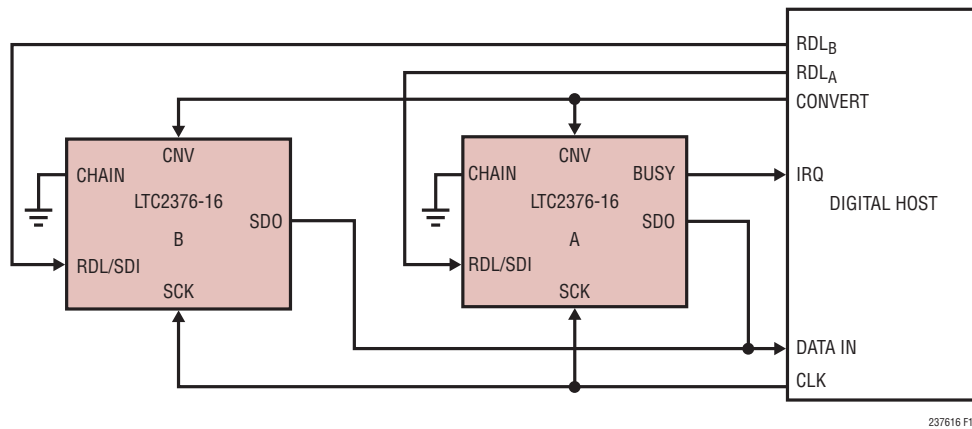 RDLB
RDLA
CONVERT
CNV
CHAIN
LTC2376-16
B
SDO
RDL/SDI
SCK
CNV
CHAIN
BUSY
LTC2376-16
SDO
A
RDL/SDI
SCK
IRQ
DIGITAL HOST
DATA IN
CLK
237616 F1